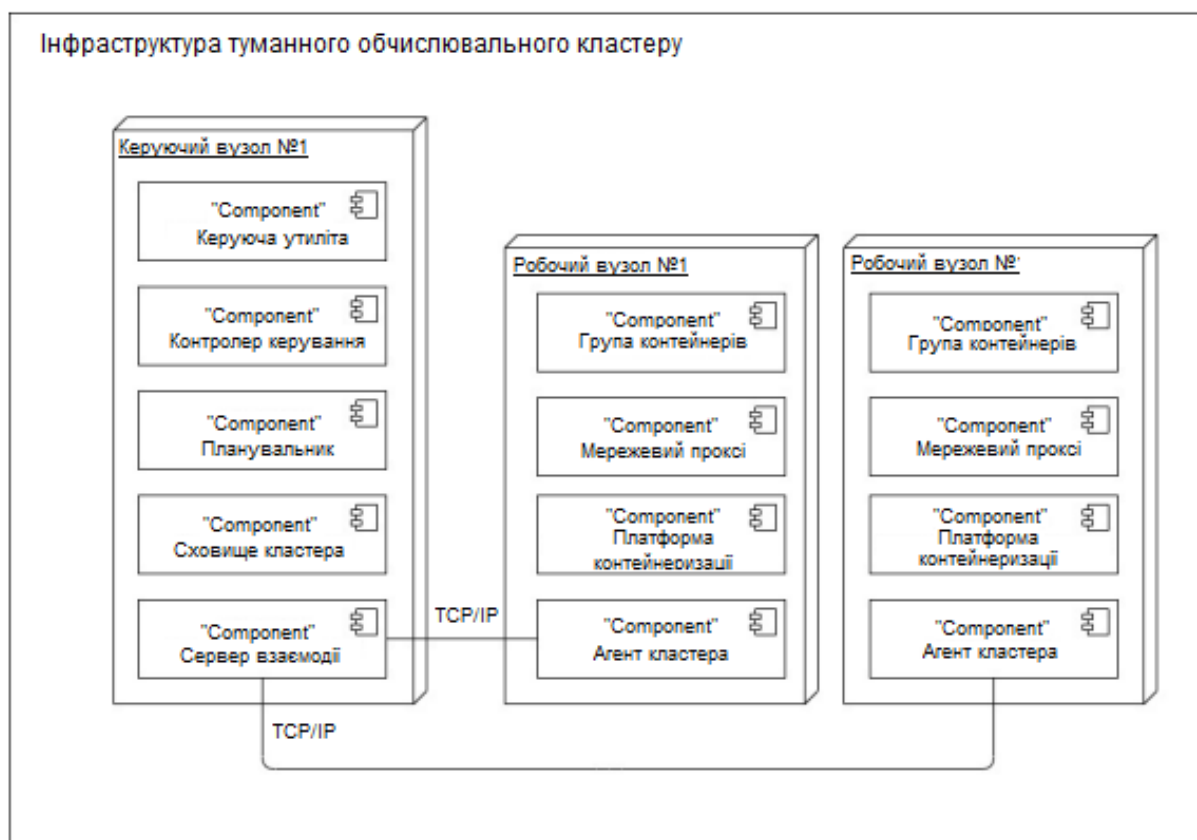 Інфраструктура туманного обчислювального кластеру
Керуючий вузол №1
"Component"
Керуюча утиліта
"Component"
Контролер керування
"Component"
Планувальник
"Component"
Сховище кластера
"Component"
Сервер взаємодії
TCP/IP
TCP/IP
Робочий вузол №1
"Component"
Група контейнерів
"Component"
Мережевий проксі
"Component"
Платформа
контейнеризації
"Component"
Агент кластера
Робочий вузол №
"Component"
Група контейнерів
"Component"
Мережевий проксі
"Component"
Платформа
контейнеризації
"Component"
Агент кластера